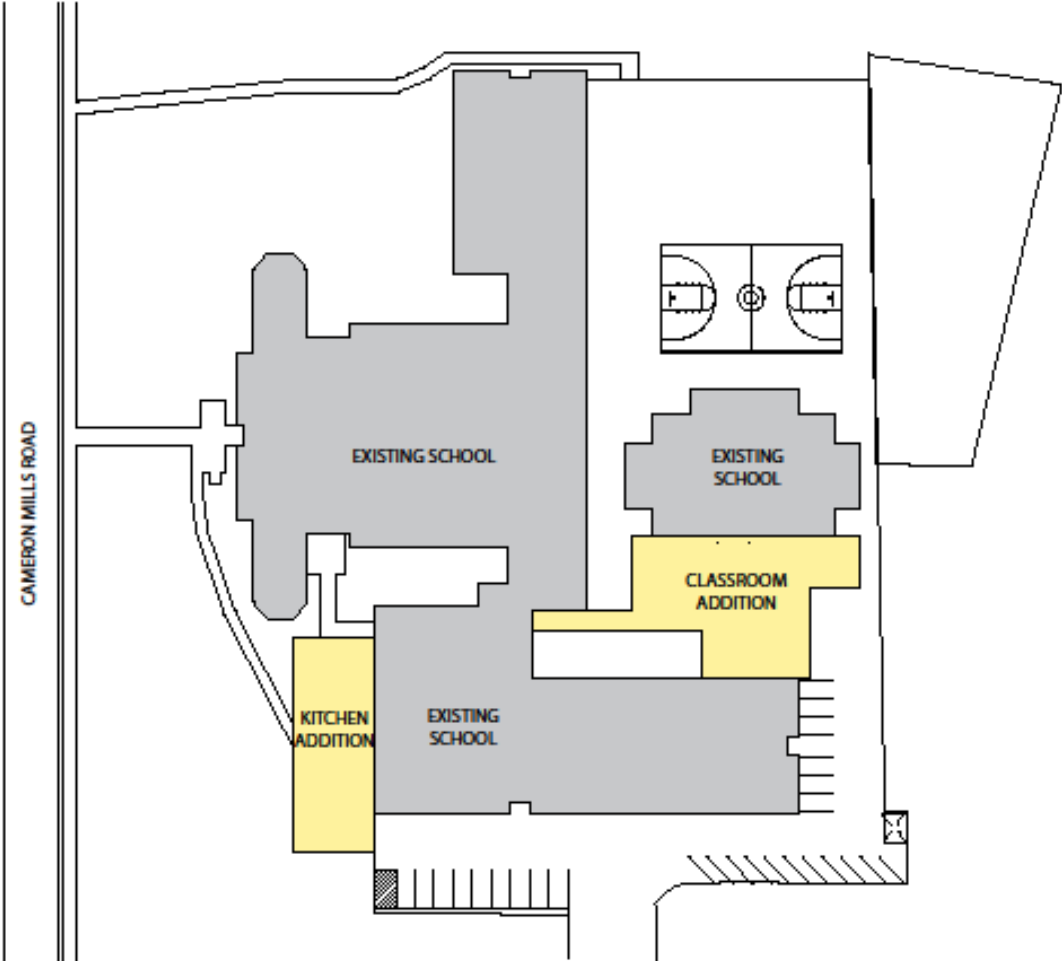 CAMERON MILLS ROAD
EXISTING SCHOOL
EXISTING
SCHOOL
CLASSROOM
ADDITION
KITCHEN
ADDITION
EXISTING
SCHOOL